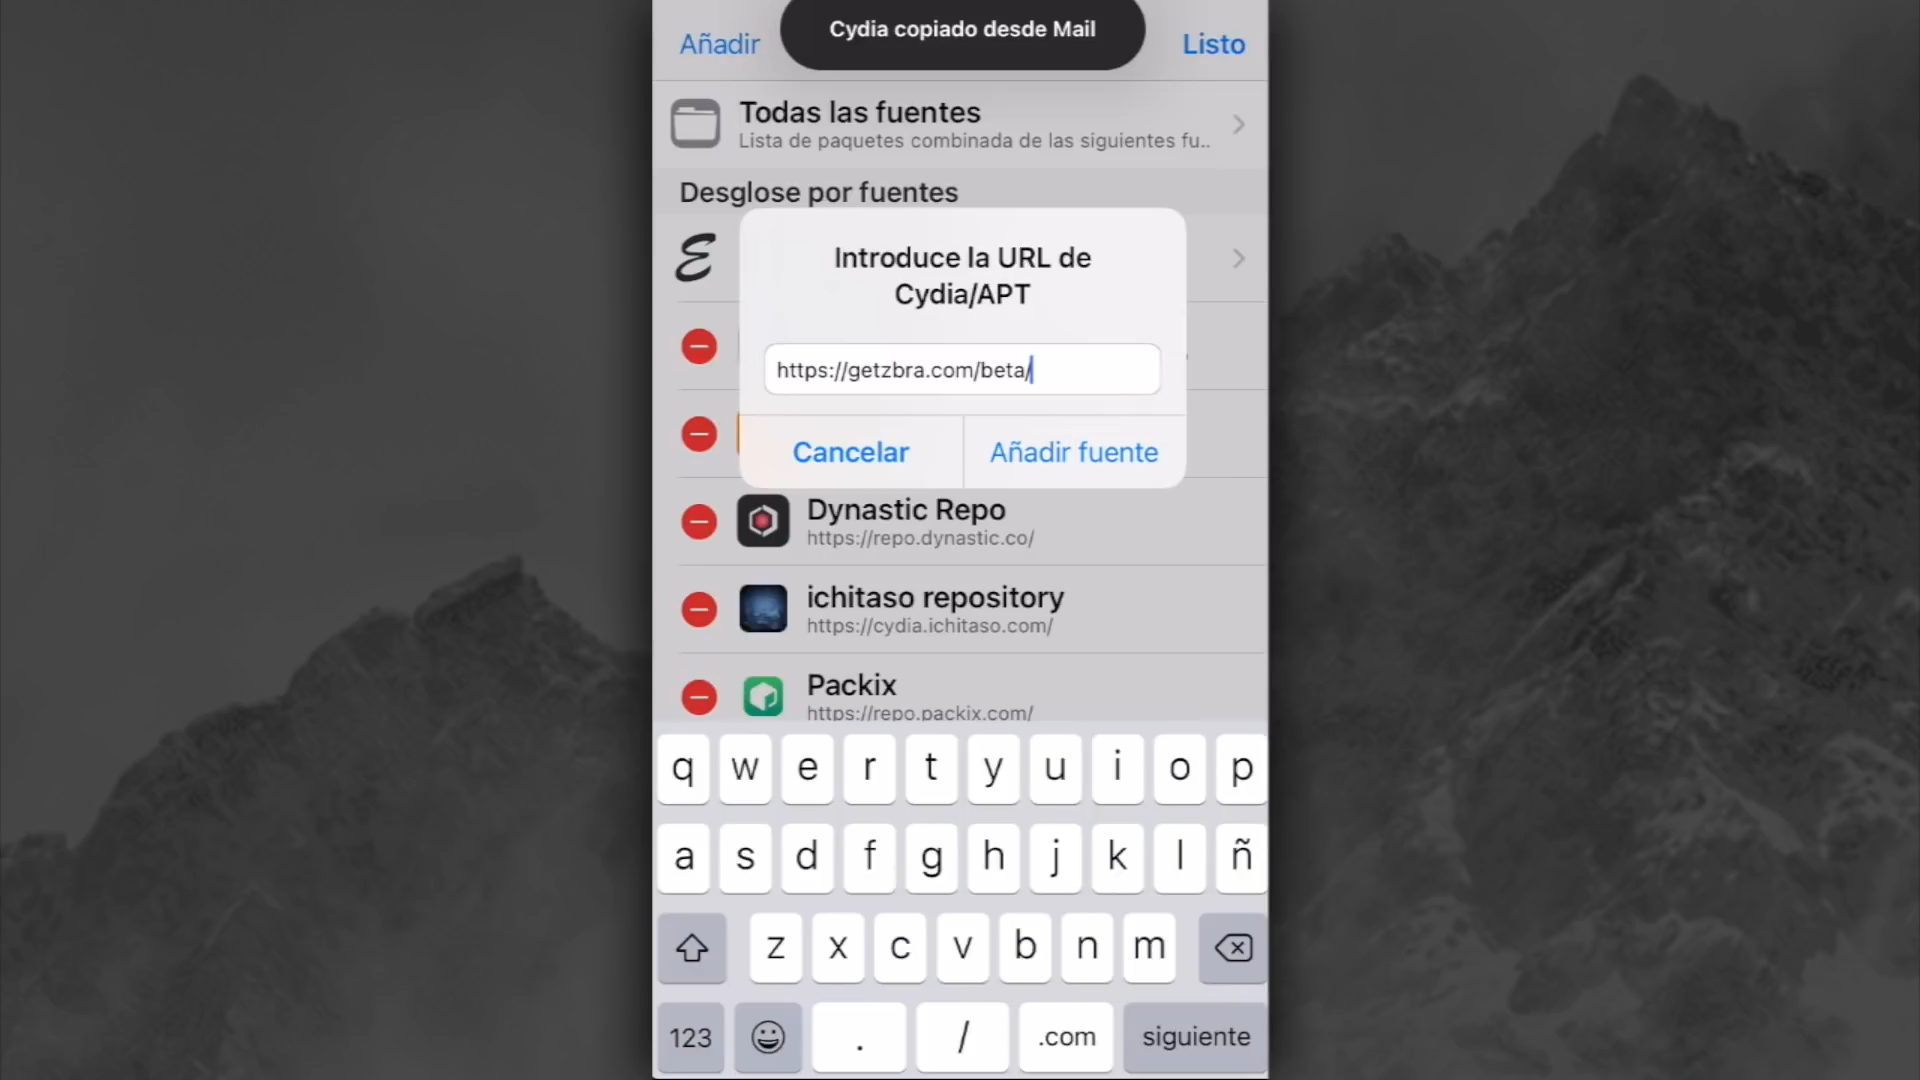 Cydia copiado desde Mail
Añadir
Listo
Todas las fuentes
Lista de paquetes combinada de las siguientes fu..
Desglose por fuentes
Introduce la URL de
Cydia/APT
https://getzbra.com/beta/
Cancelar
Añadir fuente
Dynastic Repo
https://repo.dynastic.co/
ichitaso repository
https://cydia.ichitaso.com/
Packix
https://repo.packix.com/
q w e r t y u i o p
a s d f g h j k l ñ
z x c v b n m
123 . / .com siguiente